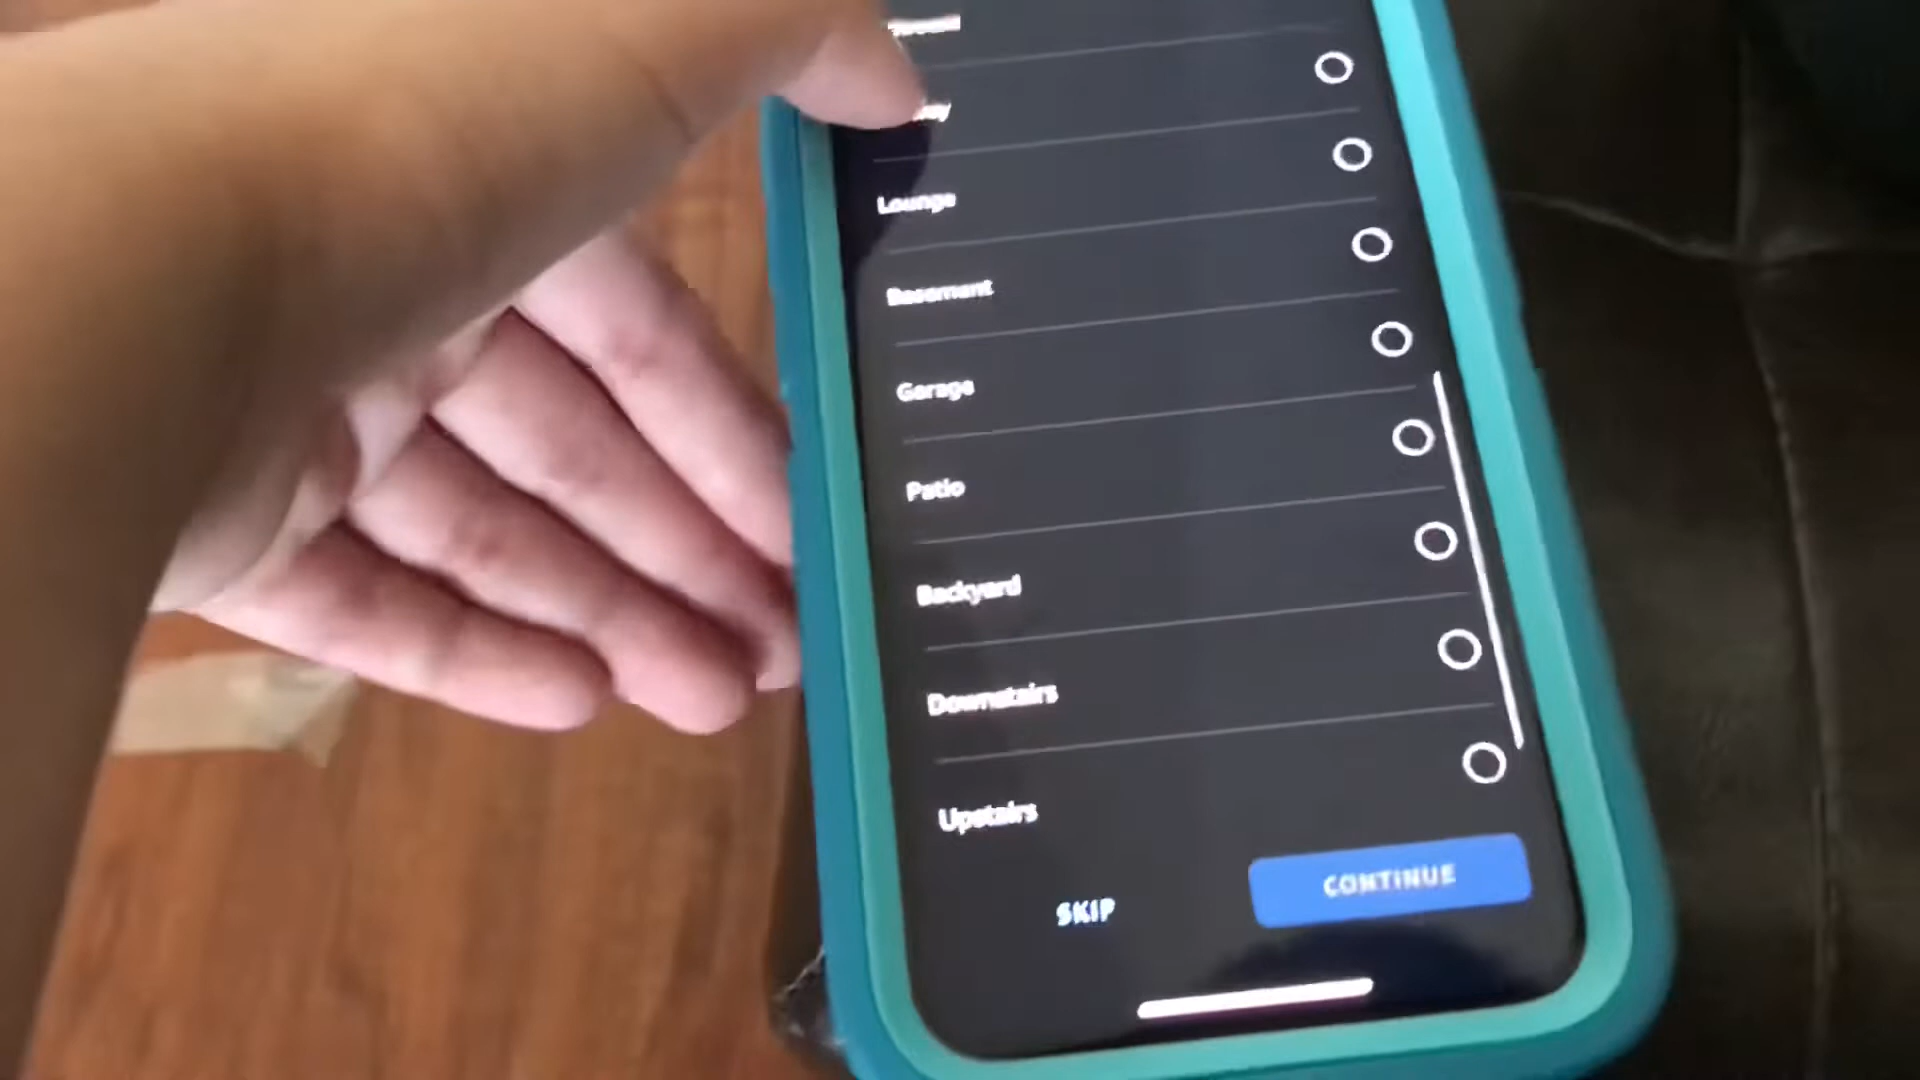 Lounge
Basement
Garage
Patio
Backyard
Downstairs
Upstairs
SKIP
CONTINUE